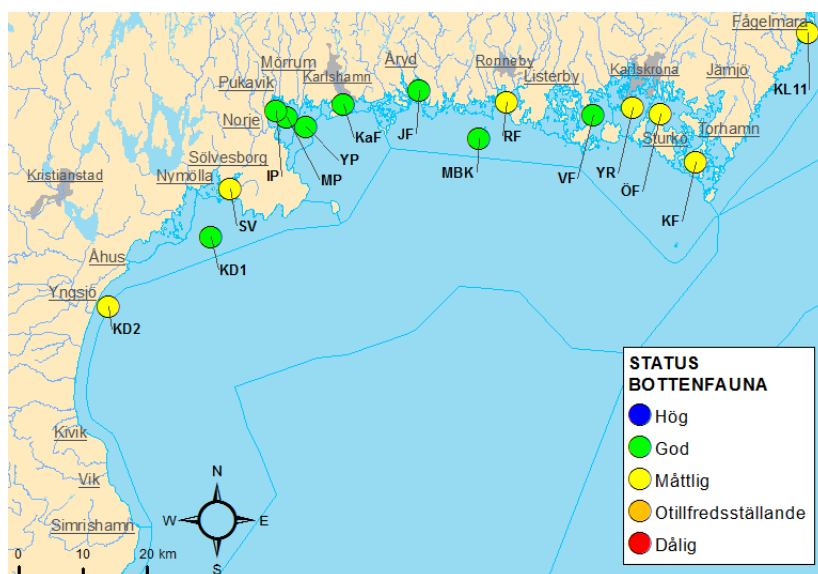 Fågelmara
KL11
Mörrum
Åryd
Ronneby
Pukavik
Karlshamn
Listerby
Karlskrona
Jämjö
Norje
KaF
JF
RF
Sturkö
Torhamn
YP
IP
MP
MBK
VF
YR
ÖF
KF
Sölvesborg
Kristianstad
Nymölla
SV
Åhus
KD1
Yngsjö
KD2
Kivik
Vik
Simrishamn
N
W
E
S
0 10 20 km
STATUS
BOTTENFAUNA
Hög
God
Måttlig
Otillfredsställande
Dålig